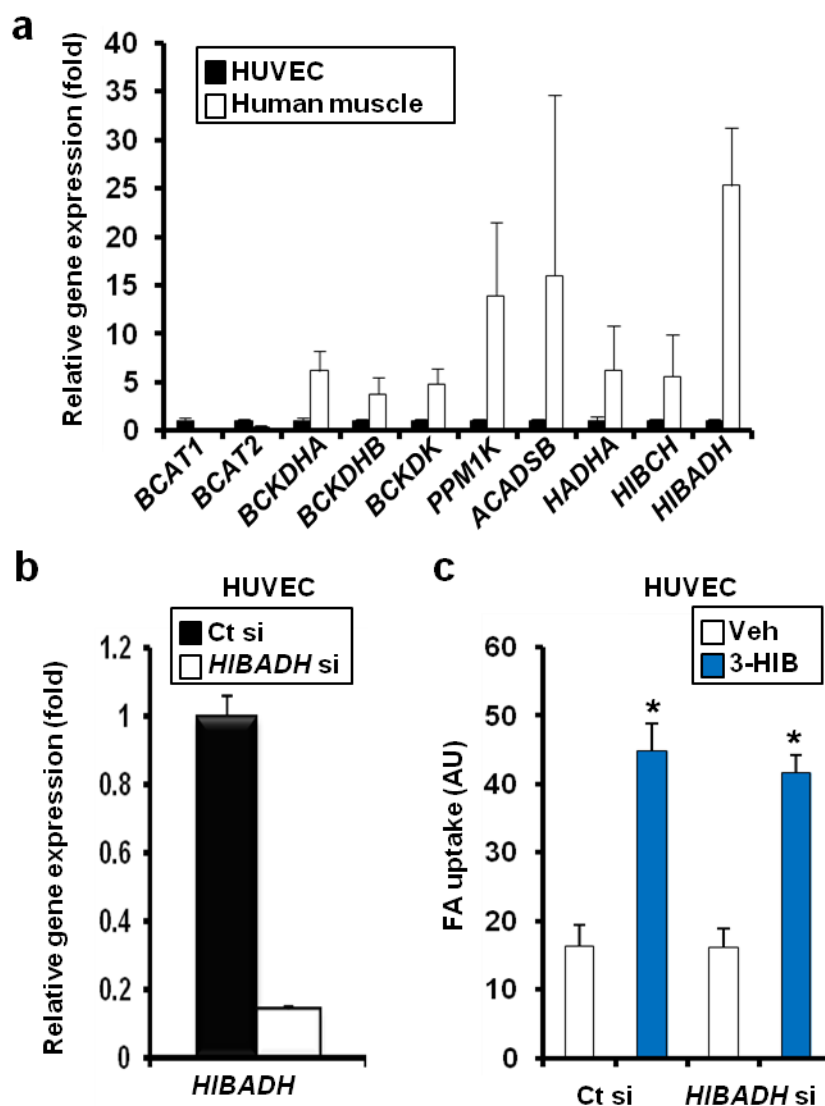 a
Relative gene expression (fold)
40
35
30
25
20
15
10
5
0
HUVEC
Human muscle
BCAT1
BCAT2
BCKDHA
BCKDHB
BCKDK
PPM1K
ACADSB
HADHA
HIBCH
HIBADH
b
HUVEC
Ct si
HIBADH si
Relative gene expression (fold)
1.2
1
0.8
0.6
0.4
0.2
0
HIBADH
c
HUVEC
Veh
3-HIB
FA uptake (AU)
60
50
40
30
20
10
0
*
*
Ct si
HIBADH si